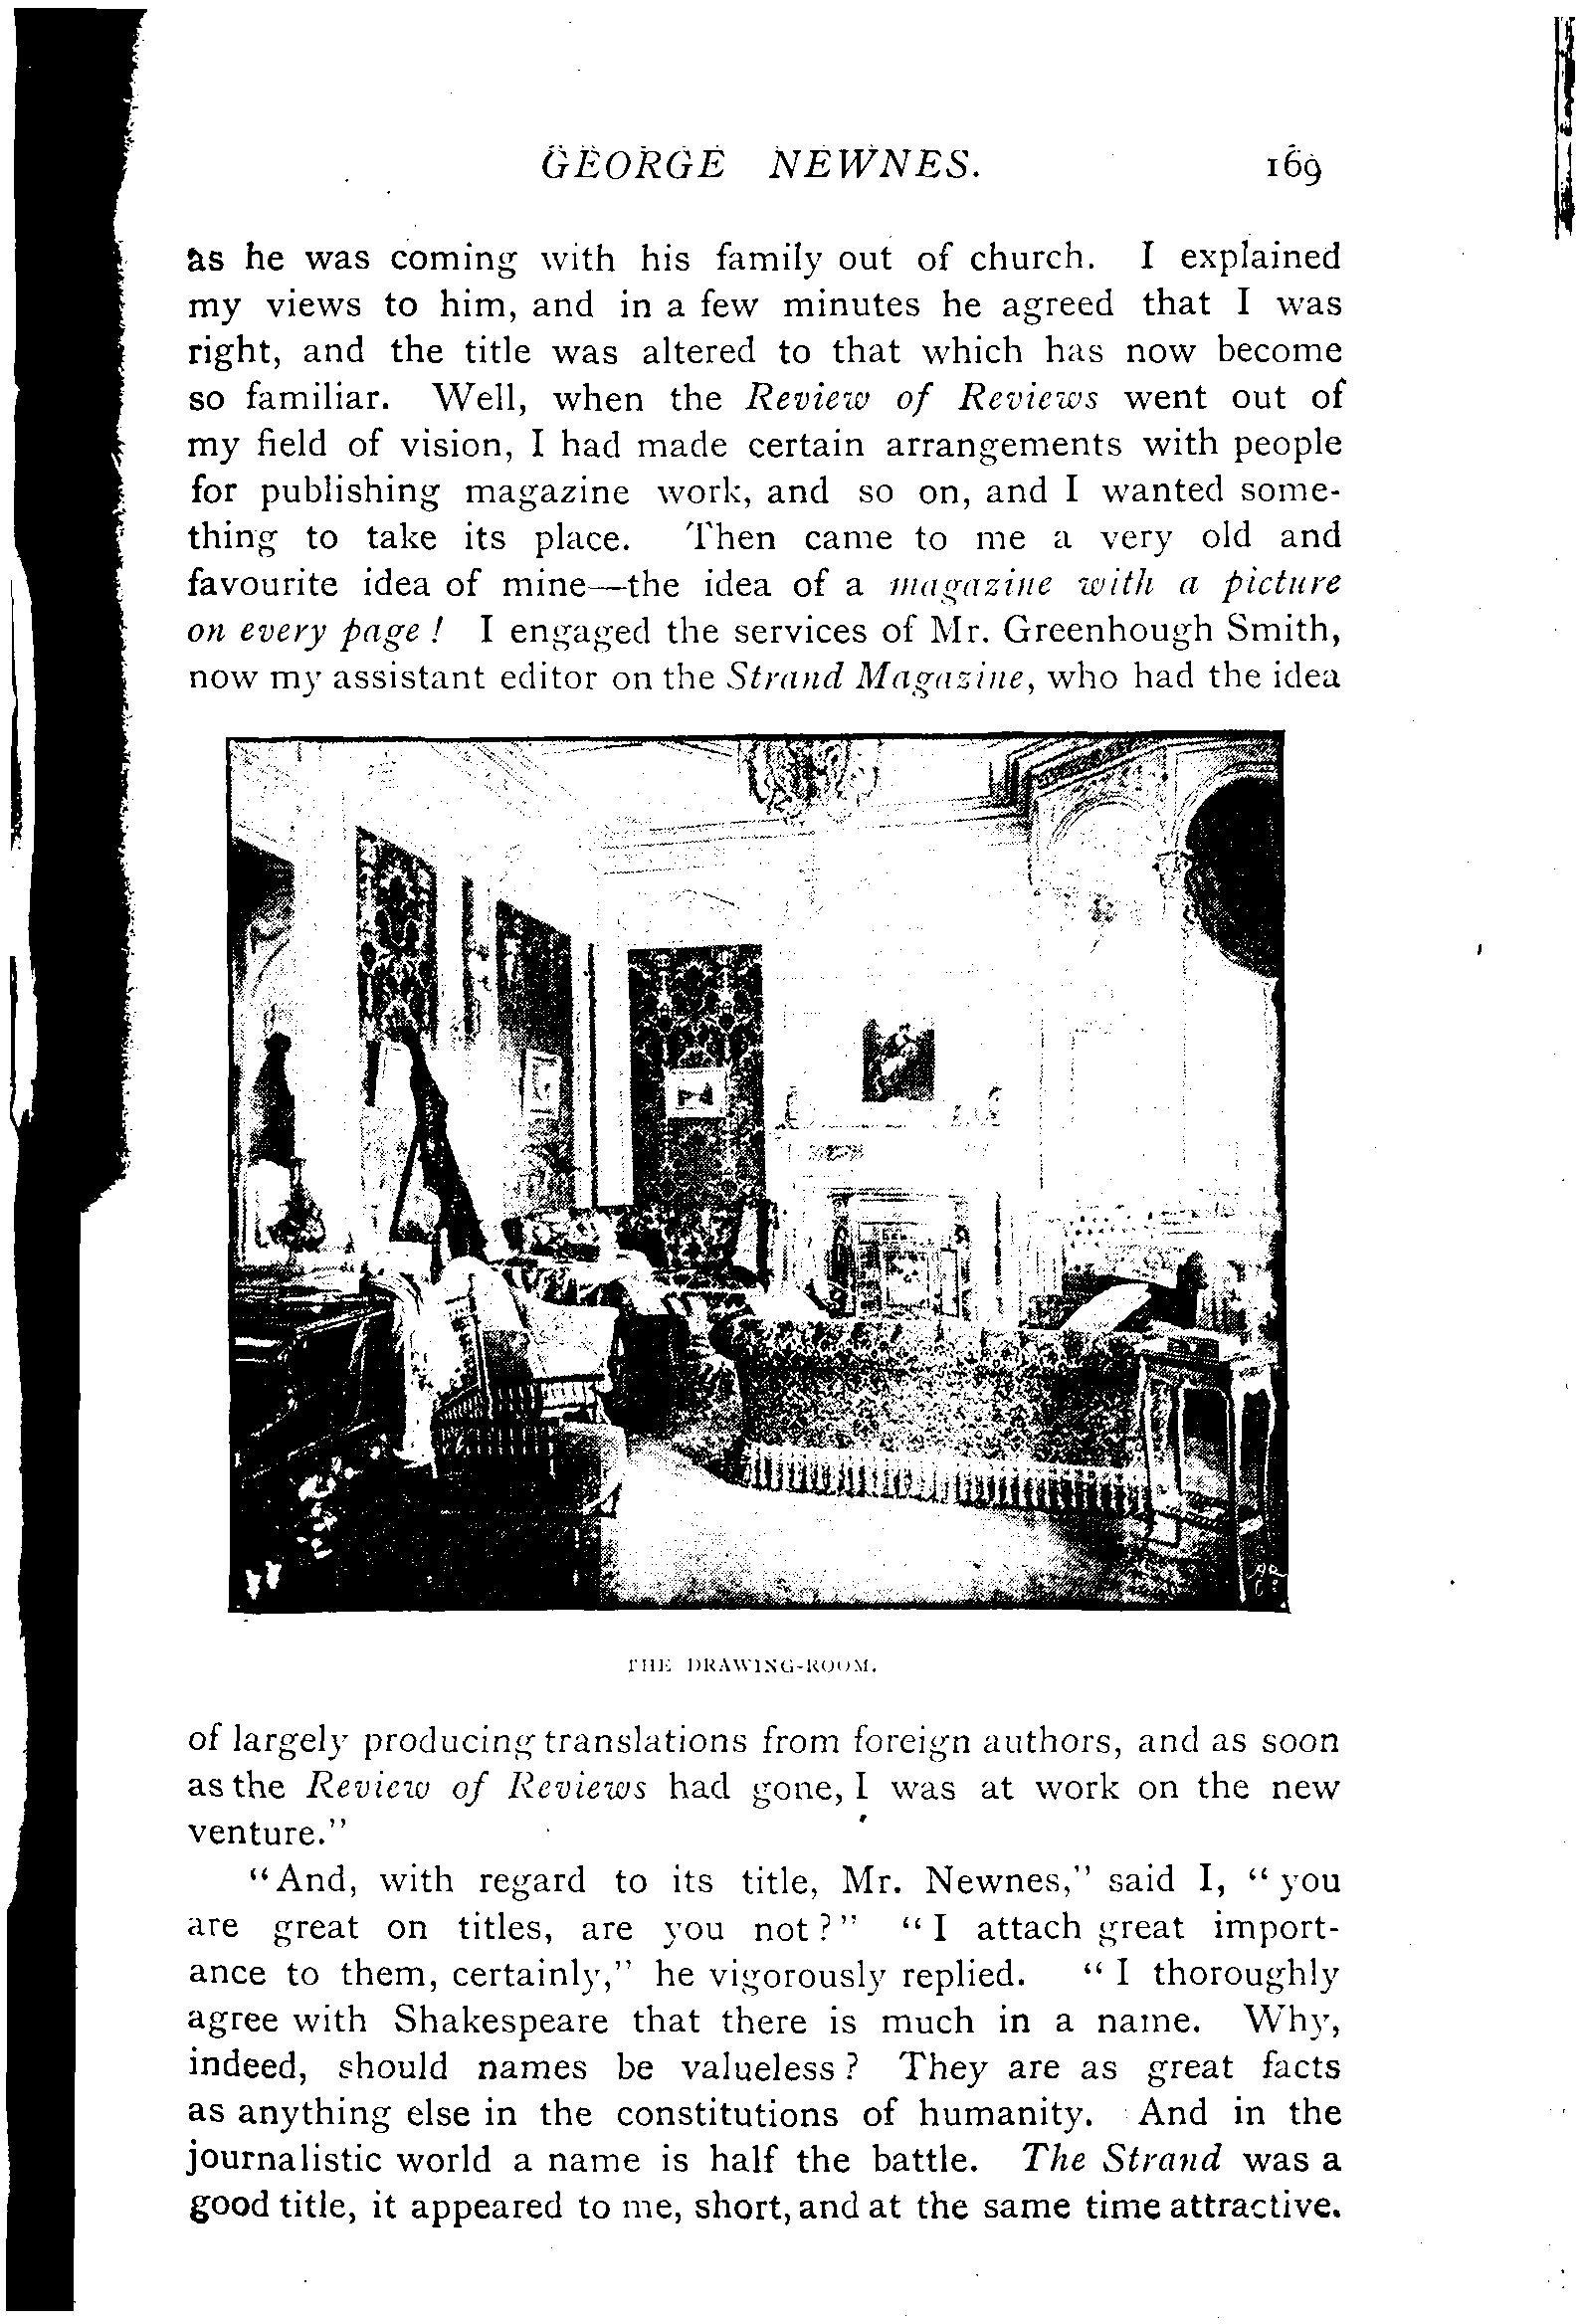 GEORGE NEWNES. 169
as he was coming with his family out of church. I explained
my views to him, and in a few minutes he agreed that I was
right, and the title was altered to that which has now become
so familiar. Well, when the Review of Reviews went out of
my field of vision, I had made certain arrangements with people
for publishing magazine work, and so on, and I wanted some-
thing to take its place. Then came to me a very old and
favourite idea of mine—the idea of a magazine with a picture
on every page! I engaged the services of Mr. Greenhough Smith,
now my assistant editor on the Strand Magazine, who had the idea
THE DRAWING-ROOM.
of largely producing translations from foreign authors, and as soon
as the Review of Reviews had gone, I was at work on the new
venture."
"And, with regard to its title, Mr. Newnes," said I, "you
are great on titles, are you not?" "I attach great import-
ance to them, certainly," he vigorously replied. "I thoroughly
agree with Shakespeare that there is much in a name. Why,
indeed, should names be valueless? They are as great facts
as anything else in the constitutions of humanity. And in the
journalistic world a name is half the battle. The Strand was a
good title, it appeared to me, short, and at the same time attractive.